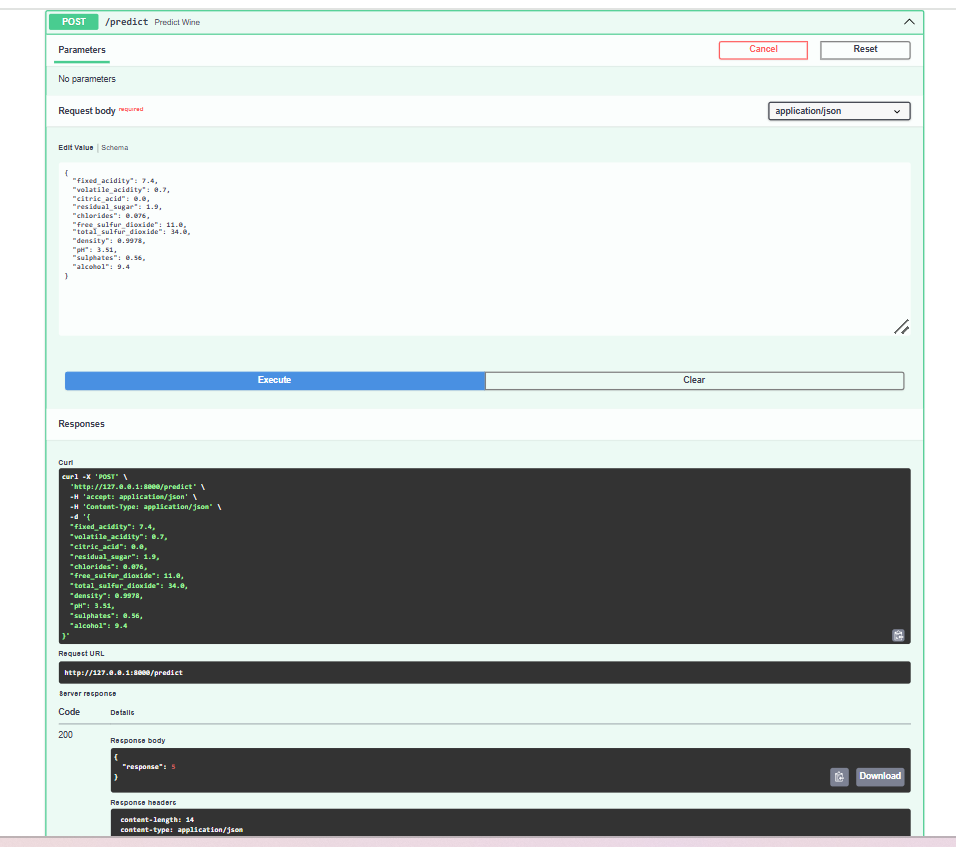 POST /predict Predict Wine
Parameters
Cancel
Reset
No parameters
Request body required
application/json
Edit Value | Schema
{
"fixed_acidity": 7.4,
"volatile_acidity": 0.7,
"citric_acid": 0.0,
"residual_sugar": 1.9,
"chlorides": 0.076,
"free_sulfur_dioxide": 11.0,
"total_sulfur_dioxide": 34.0,
"density": 0.9978,
"pH": 3.51,
"sulphates": 0.56,
"alcohol": 9.4
}
Execute
Clear
Responses
Curl
curl -X 'POST' \
'http://127.0.0.1:8000/predict' \
-H 'accept: application/json' \
-H 'Content-Type: application/json' \
-d '{
"fixed_acidity": 7.4,
"volatile_acidity": 0.7,
"citric_acid": 0.0,
"residual_sugar": 1.9,
"chlorides": 0.076,
"free_sulfur_dioxide": 11.0,
"total_sulfur_dioxide": 34.0,
"density": 0.9978,
"pH": 3.51,
"sulphates": 0.56,
"alcohol": 9.4
}'
Request URL
http://127.0.0.1:8000/predict
Server response
Code Details
200
Response body
{
"response": 5
}
Download
Response headers
content-length: 14
content-type: application/json